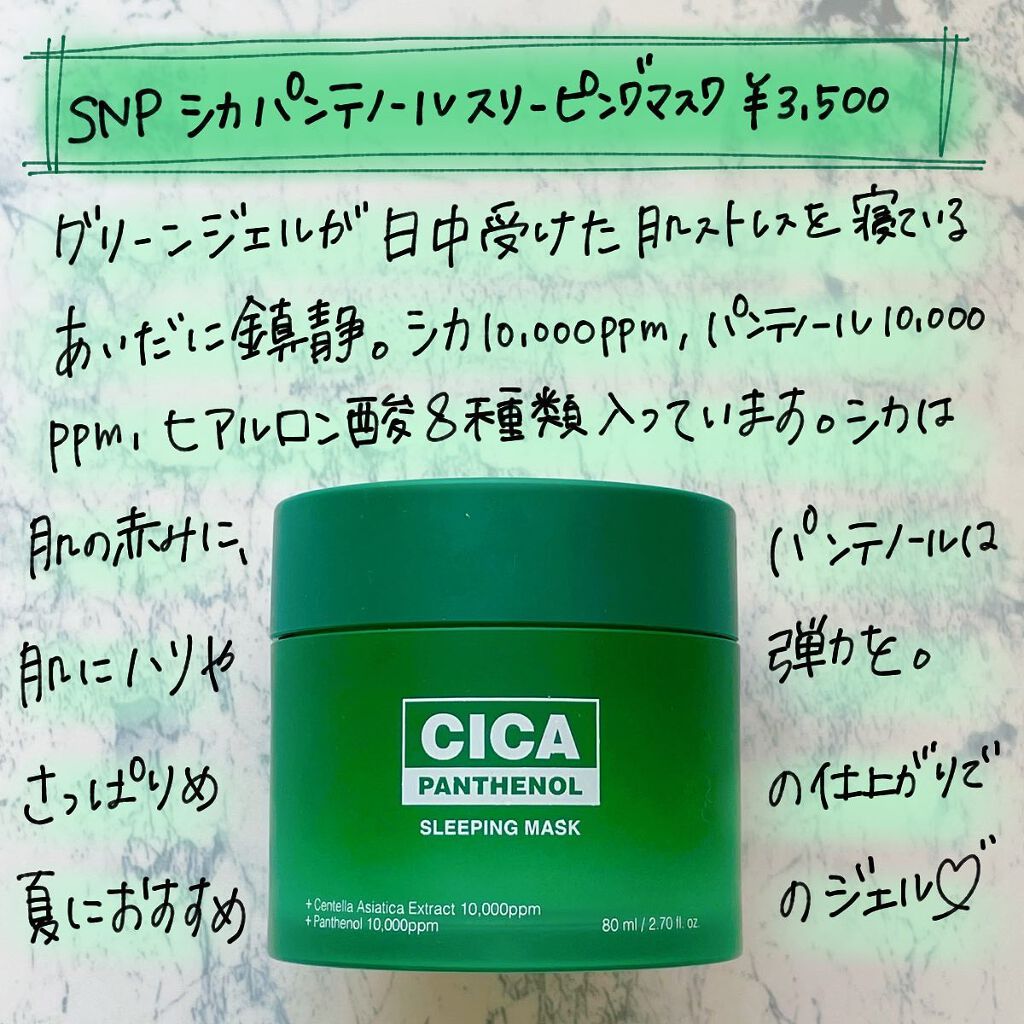 SNP シカパンテノールスリーピングマスク ¥3,500
グリーンジェルが日中受けた肌ストレスを寝ている
あいだに鎮静。シカ10,000ppm, パンテノール10,000
ppm, ヒアルロン酸8種類入っています。シカは
肌の赤みに、パンテノールは
肌にハリや弾力を。
さっぱりめの仕上がりで
夏におすすめのジェル♡
CICA
PANTHENOL
SLEEPING MASK
+Centella Asiatica Extract 10,000ppm
+Panthenol 10,000ppm
80 ml / 2.70 fl. oz.